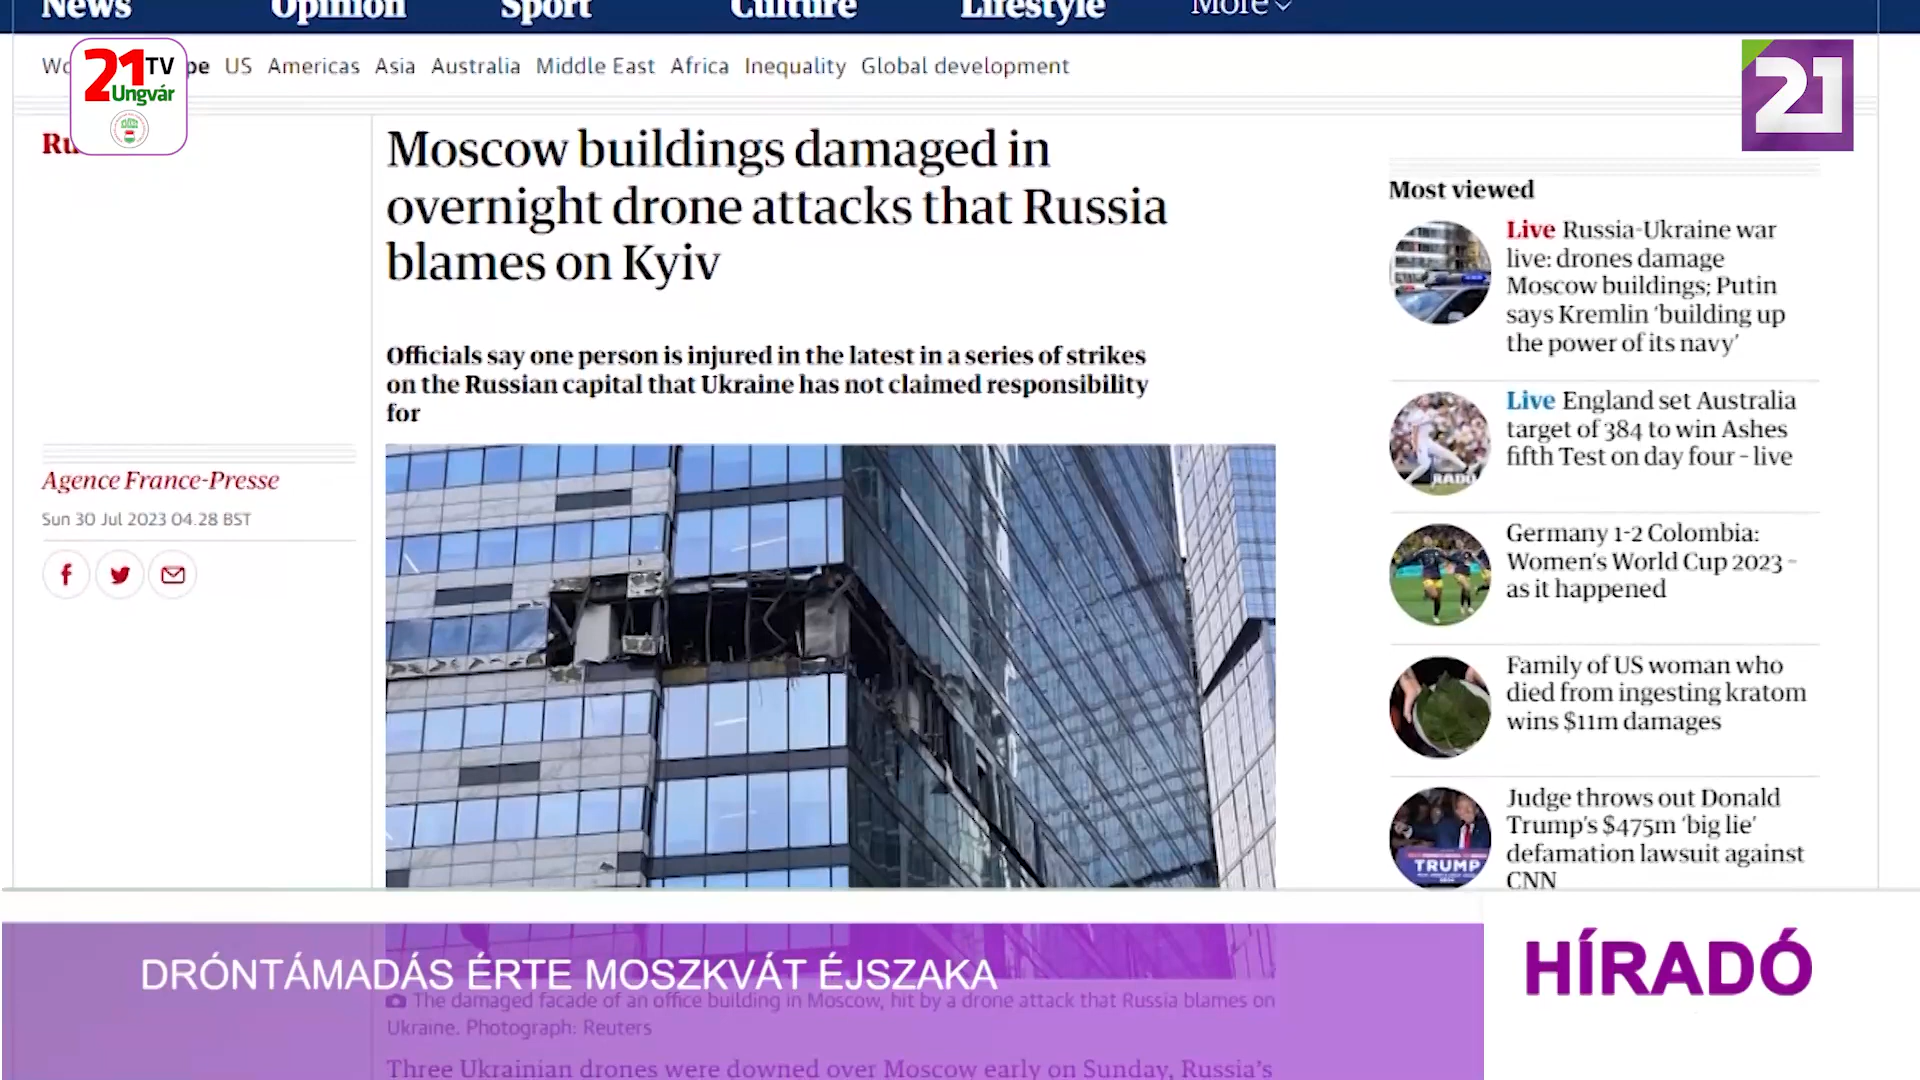 News Opinion Sport Culture Lifestyle More
US Americas Asia Australia Middle East Africa Inequality Global development
21 TV
Ungvár
21
Moscow buildings damaged in
overnight drone attacks that Russia
blames on Kyiv
Officials say one person is injured in the latest in a series of strikes
on the Russian capital that Ukraine has not claimed responsibility
for
Agence France-Presse
Sun 30 Jul 2023 04.28 BST
Most viewed
Live Russia-Ukraine war
live: drones damage
Moscow buildings; Putin
says Kremlin ‘building up
the power of its navy’
Live England set Australia
target of 384 to win Ashes
fifth Test on day four – live
Germany 1-2 Colombia:
Women’s World Cup 2023 –
as it happened
Family of US woman who
died from ingesting kratom
wins $11m damages
Judge throws out Donald
Trump’s $475m ‘big lie’
defamation lawsuit against
CNN
TRUMP
DRÓNTÁMADÁS ÉRTE MOSZKVÁT ÉJSZAKA
HÍRADÓ
The damaged facade of an office building in Moscow, hit by a drone attack that Russia blames on
Ukraine. Photograph: Reuters
Three Ukrainian drones were downed over Moscow early on Sunday, Russia’s